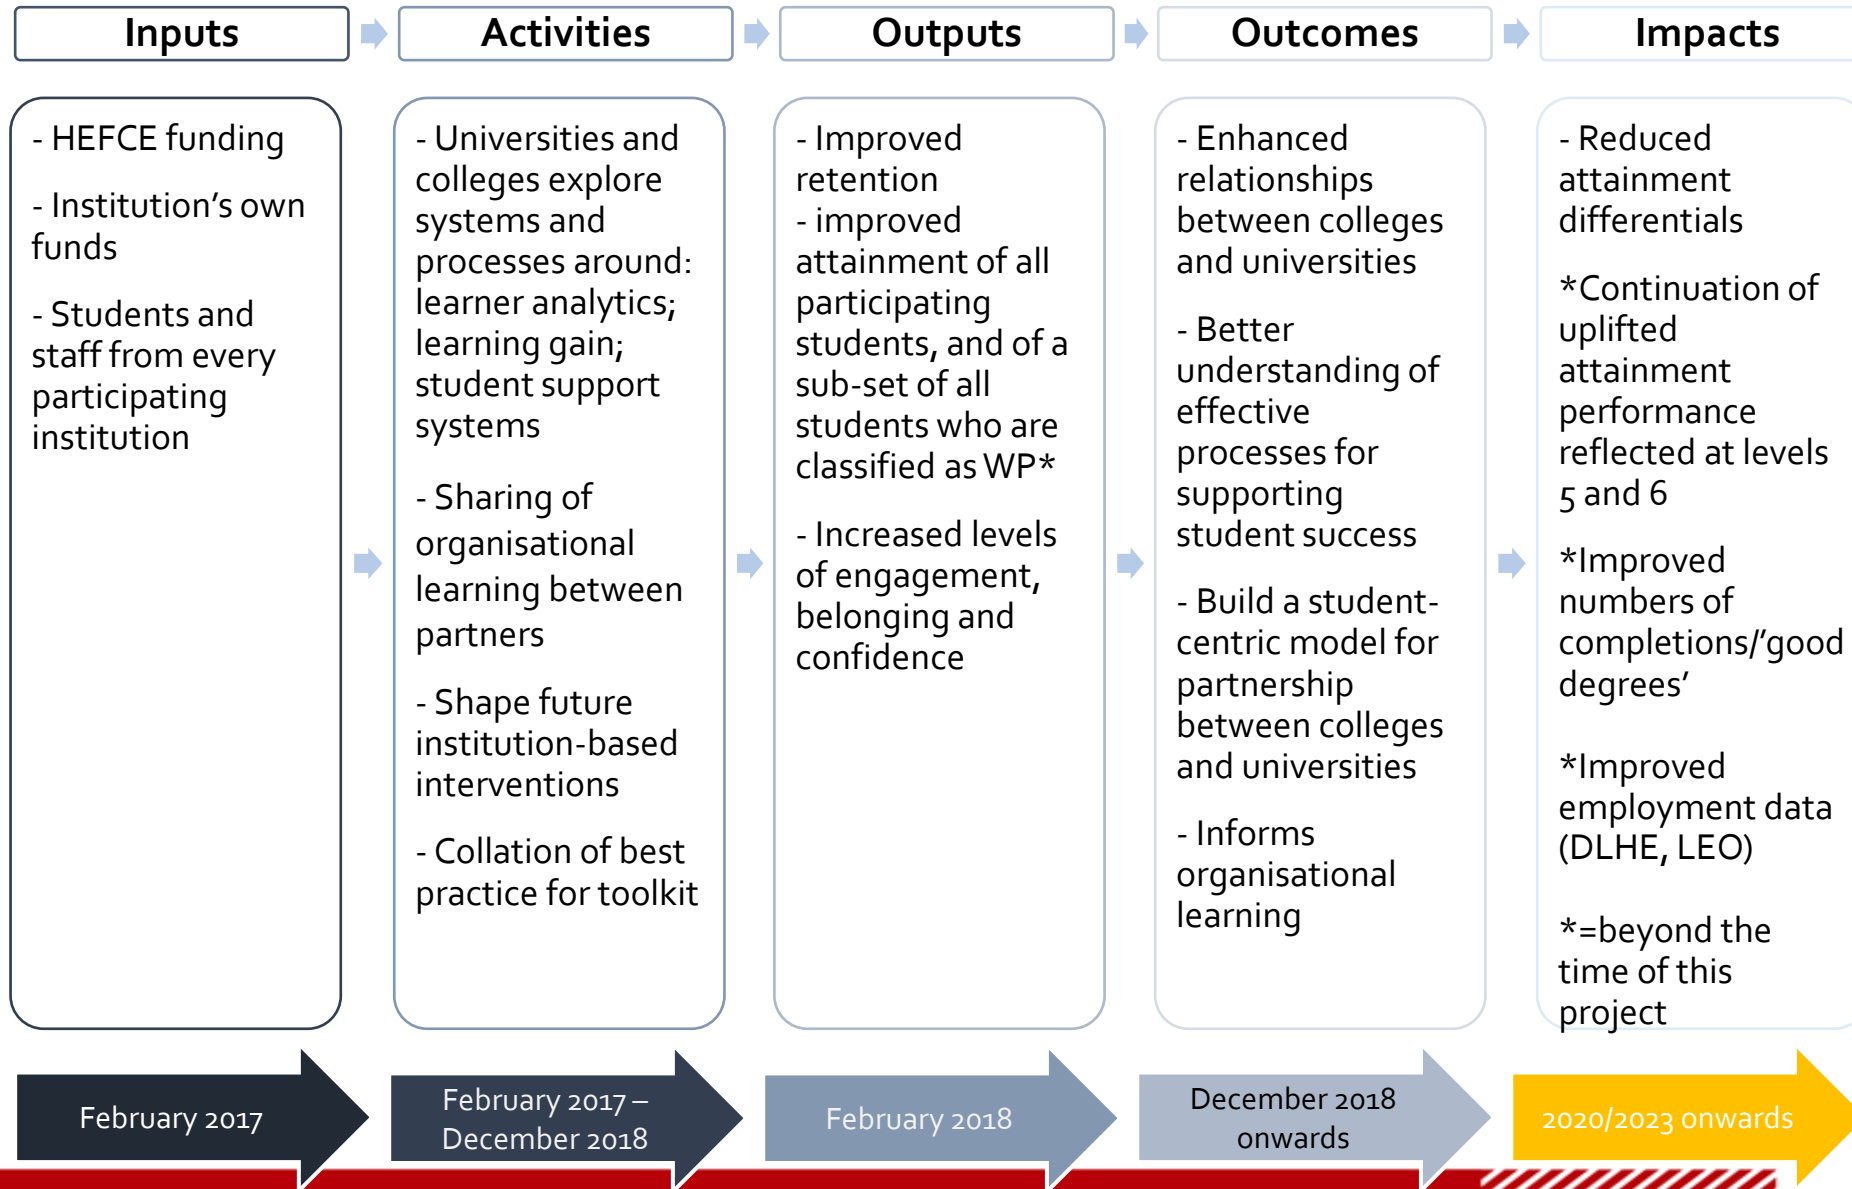 Inputs
Activities
Outputs
Outcomes
Impacts
- HEFCE funding
- Institution's own
funds
- Students and
staff from every
participating
institution
- Universities and
colleges explore
systems and
processes around:
learner analytics;
learning gain;
student support
systems
- Sharing of
organisational
learning between
partners
- Shape future
institution-based
interventions
- Collation of best
practice for toolkit
- Improved
retention
- improved
attainment of all
participating
students, and of a
sub-set of all
students who are
classified as WP*
- Increased levels
of engagement,
belonging and
confidence
- Enhanced
relationships
between colleges
and universities
- Better
understanding of
effective
processes for
supporting
student success
- Build a student-
centric model for
partnership
between colleges
and universities
- Informs
organisational
learning
- Reduced
attainment
differentials
*Continuation of
uplifted
attainment
performance
reflected at levels
5 and 6
*Improved
numbers of
completions/'good
degrees'
*Improved
employment data
(DLHE, LEO)
*=beyond the
time of this
project
February 2017
February 2017 –
December 2018
February 2018
December 2018
onwards
2020/2023 onwards